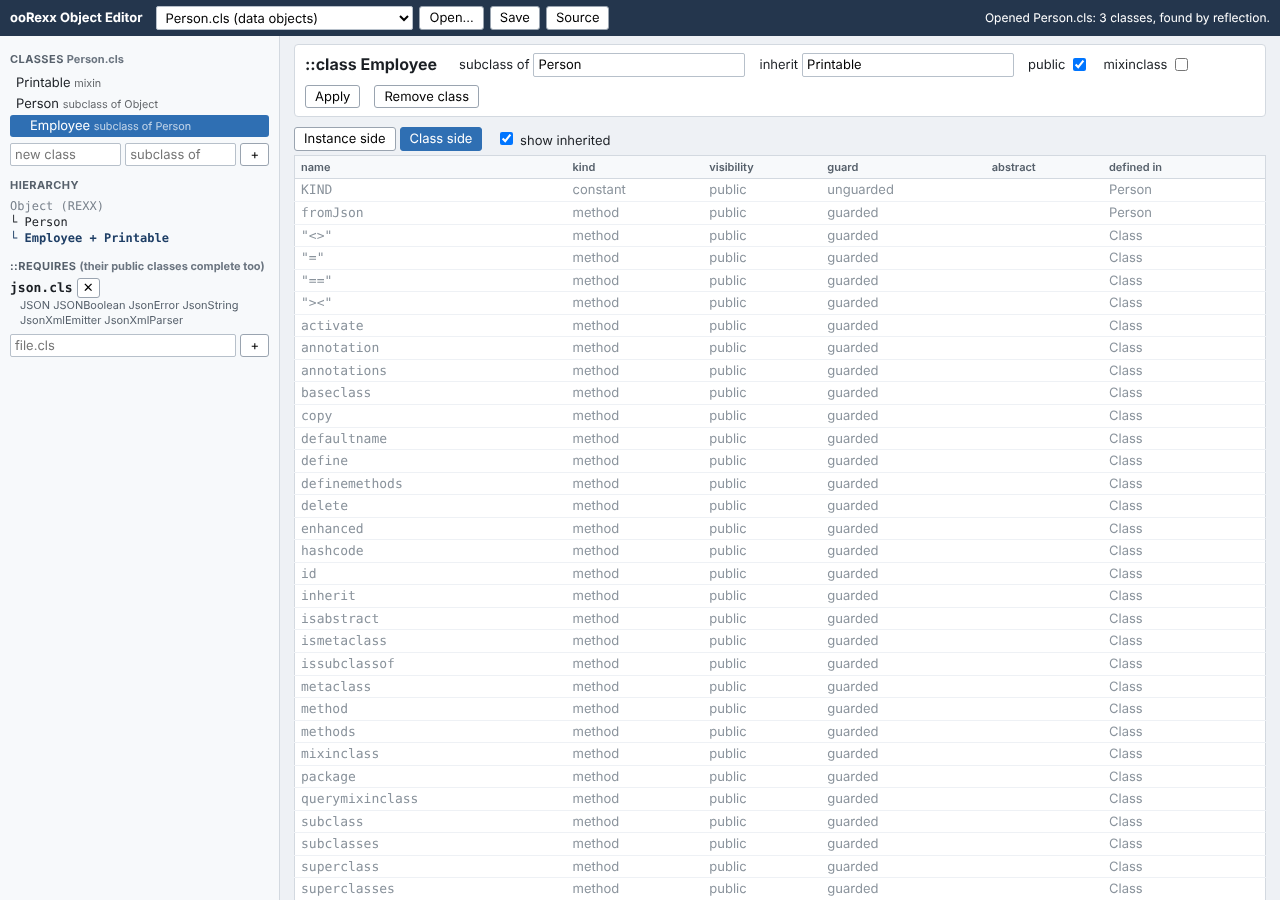 ooRexx Object Editor Person.cls (data objects) Open... Save Source Opened Person.cls: 3 classes, found by reflection.
CLASSES Person.cls
Printable mixin
Person subclass of Object
Employee subclass of Person
new class subclass of +
HIERARCHY
Object (REXX)
└ Person
└ Employee + Printable
::REQUIRES (their public classes complete too)
json.cls ✕
JSON JSONBoolean JsonError JsonString
JsonXmlEmitter JsonXmlParser
file.cls +
::class Employee subclass of Person inherit Printable public mixinclass
Apply Remove class
Instance side Class side show inherited
name kind visibility guard abstract defined in
KIND constant public unguarded Person
fromJson method public guarded Person
"<>" method public guarded Class
"=" method public guarded Class
"==" method public guarded Class
"><" method public guarded Class
activate method public guarded Class
annotation method public guarded Class
annotations method public guarded Class
baseclass method public guarded Class
copy method public guarded Class
defaultname method public guarded Class
define method public guarded Class
definemethods method public guarded Class
delete method public guarded Class
enhanced method public guarded Class
hashcode method public guarded Class
id method public guarded Class
inherit method public guarded Class
isabstract method public guarded Class
ismetaclass method public guarded Class
issubclassof method public guarded Class
metaclass method public guarded Class
method method public guarded Class
methods method public guarded Class
mixinclass method public guarded Class
package method public guarded Class
querymixinclass method public guarded Class
subclass method public guarded Class
subclasses method public guarded Class
superclass method public guarded Class
superclasses method public guarded Class